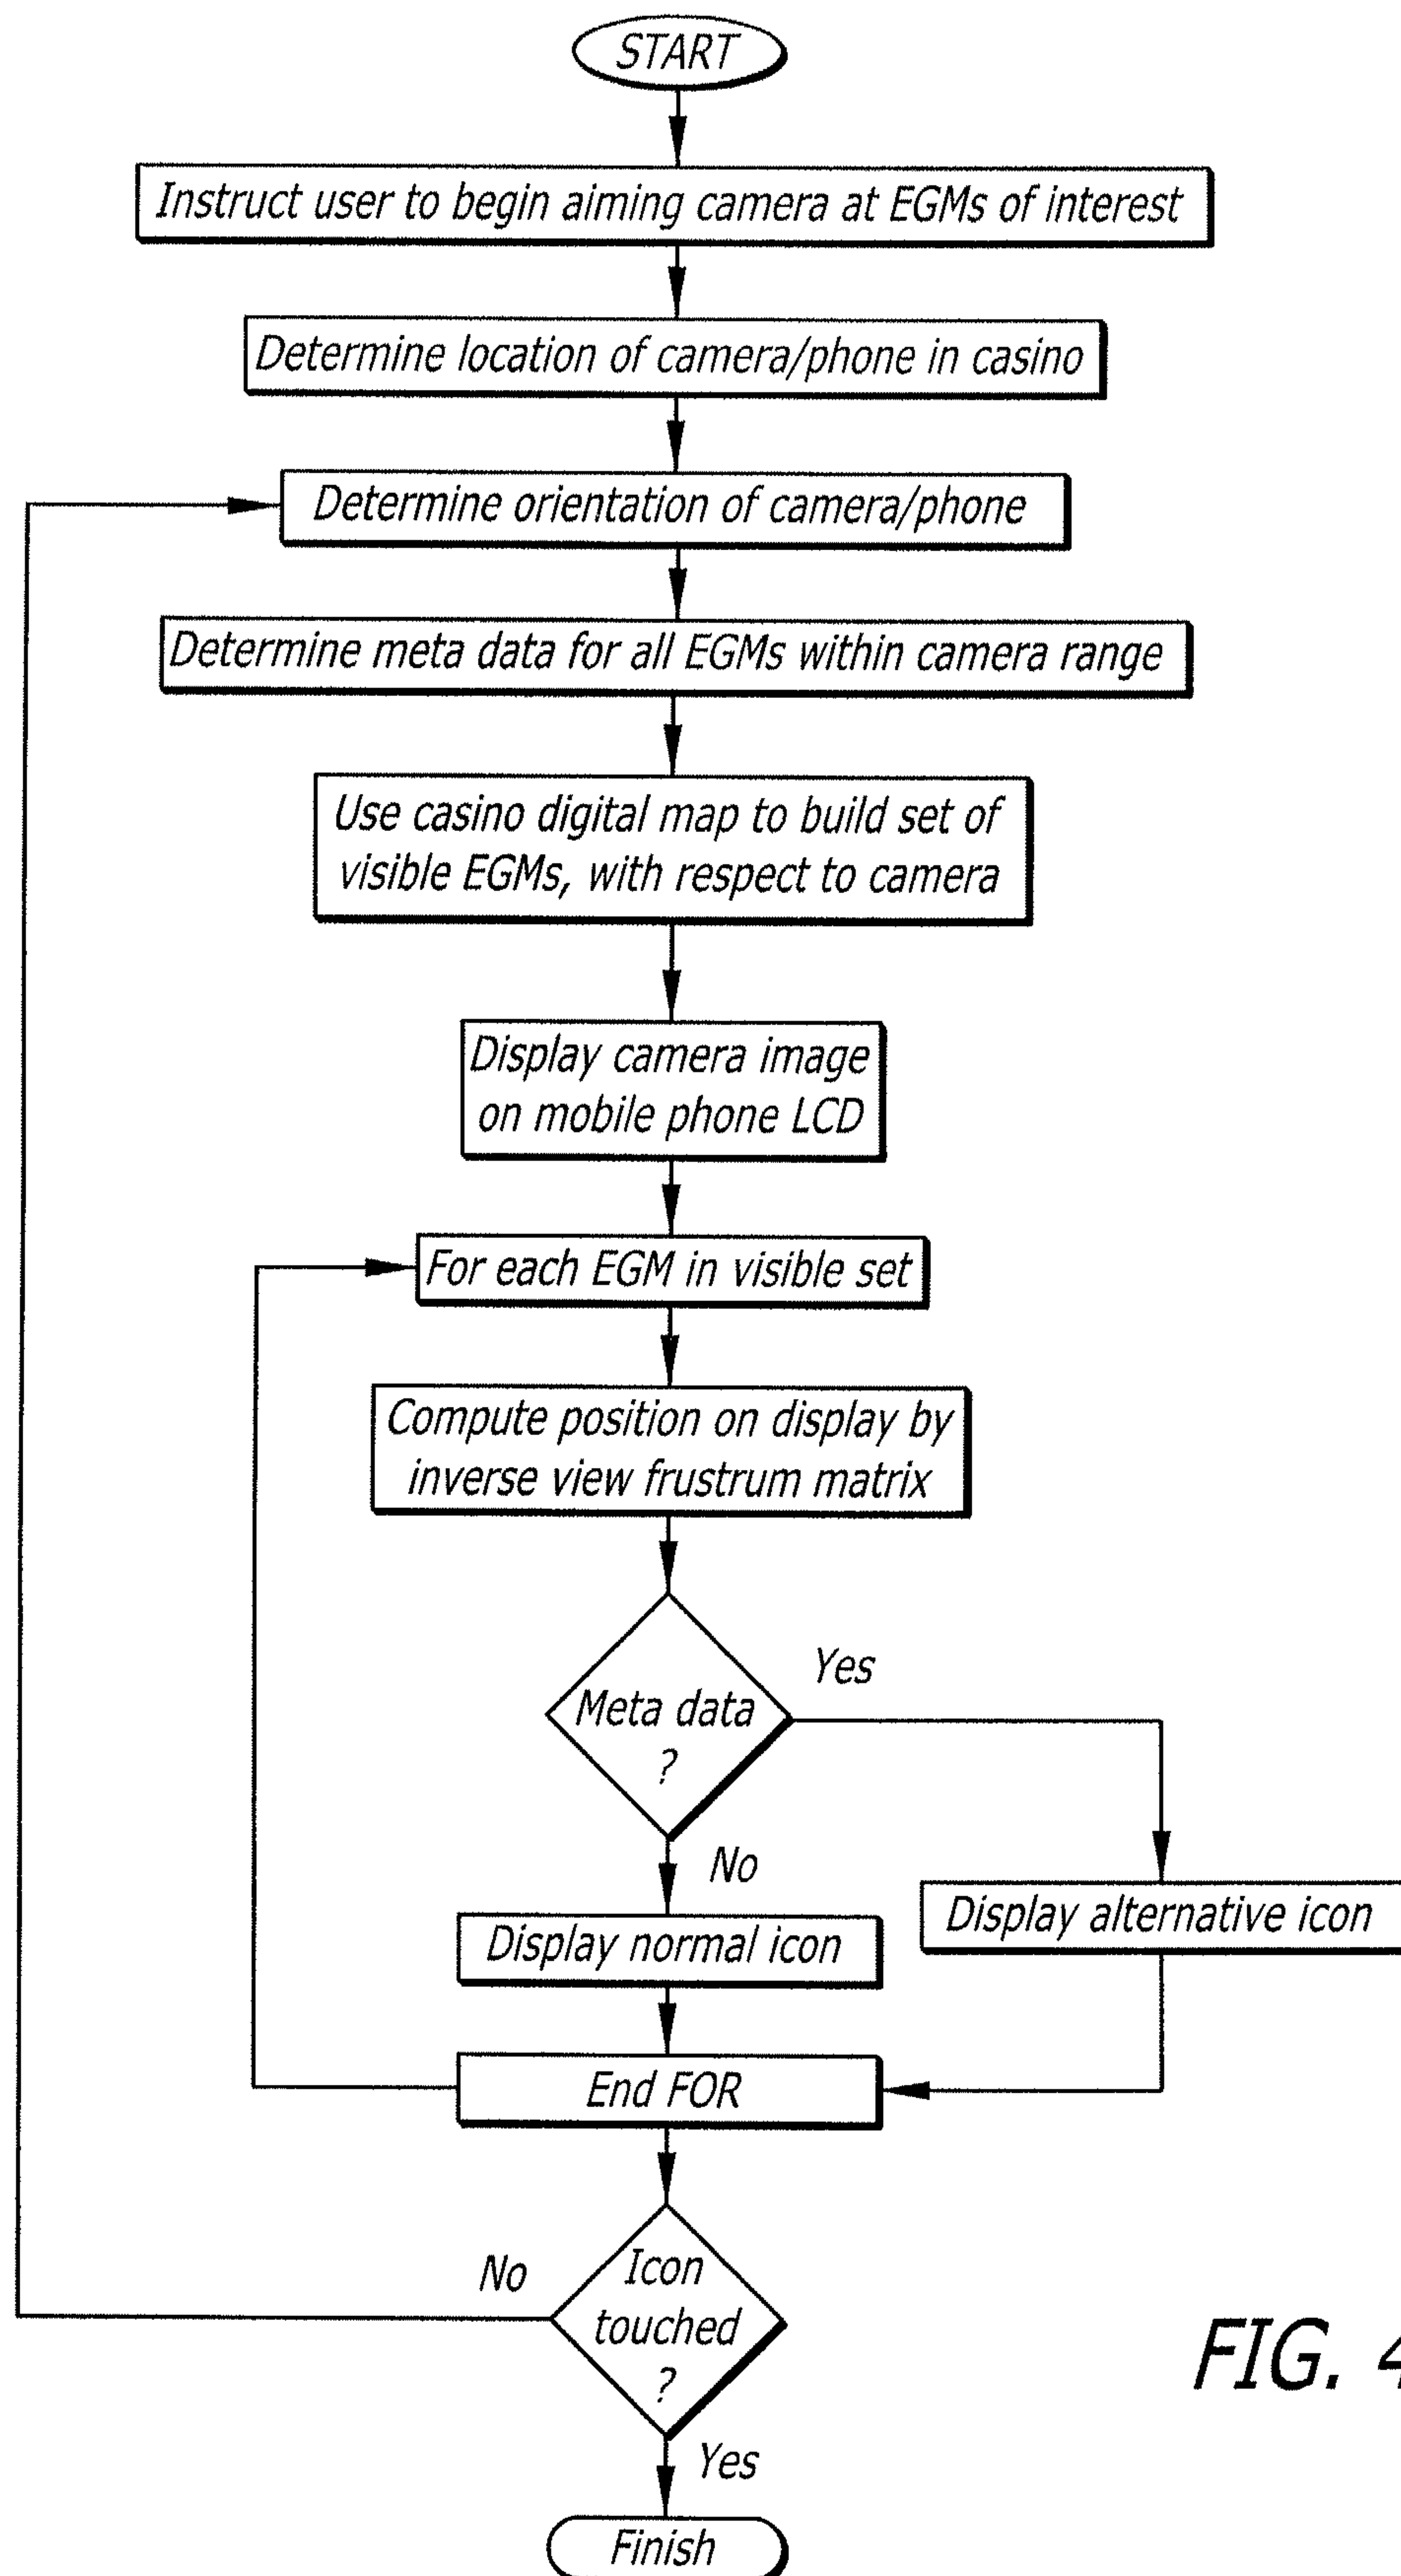 START
Instruct user to begin aiming camera at EGMs of interest
Determine location of camera/phone in casino
Determine orientation of camera/phone
Determine meta data for all EGMs within camera range
Use casino digital map to build set of
visible EGMs, with respect to camera
Display camera image
on mobile phone LCD
For each EGM in visible set
Compute position on display by
inverse view frustrum matrix
Yes
Meta data
?
No
Display alternative icon
Display normal icon
End FOR
No
Icon
touched
?
FIG. 4
Yes
Finish